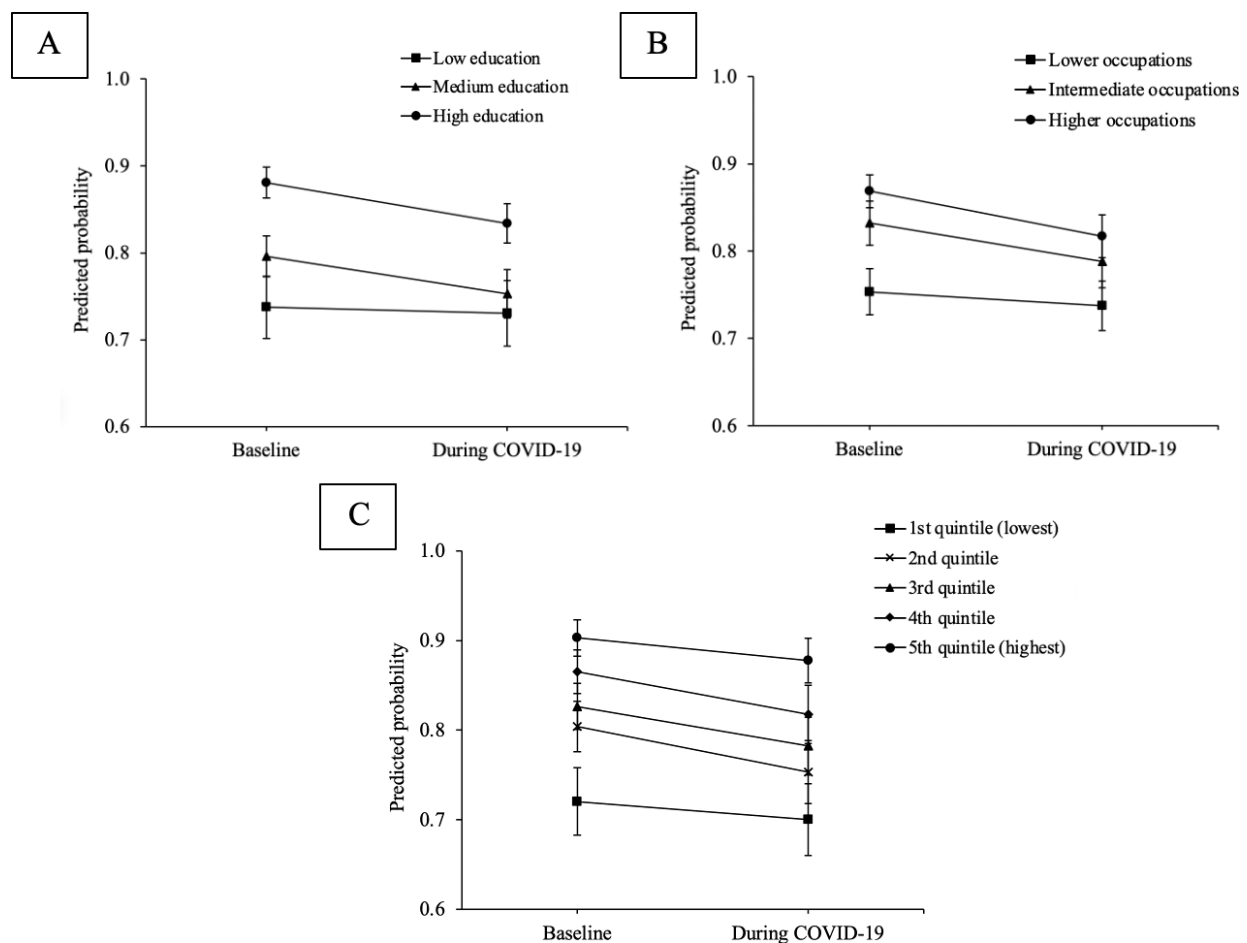 A
Low education
Medium education
High education
1.0
0.9
0.8
0.7
0.6
Predicted probability
Baseline
During COVID-19
B
Lower occupations
Intermediate occupations
Higher occupations
1.0
0.9
0.8
0.7
0.6
Predicted probability
Baseline
During COVID-19
C
1st quintile (lowest)
2nd quintile
3rd quintile
4th quintile
5th quintile (highest)
1.0
0.9
0.8
0.7
0.6
Predicted probability
Baseline
During COVID-19